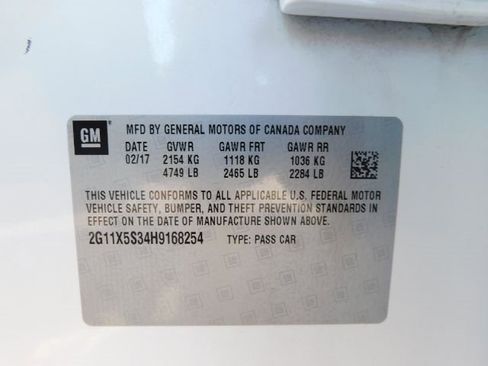 GM
MFD BY GENERAL MOTORS OF CANADA COMPANY
DATE GVWR GAWR FRT GAWR RR
02/17 2154 KG 1118 KG 1036 KG
4749 LB 2465 LB 2284 LB
THIS VEHICLE CONFORMS TO ALL APPLICABLE U.S. FEDERAL MOTOR
VEHICLE SAFETY, BUMPER, AND THEFT PREVENTION STANDARDS IN
EFFECT ON THE DATE OF MANUFACTURE SHOWN ABOVE.
2G11X5S34H9168254 TYPE: PASS CAR